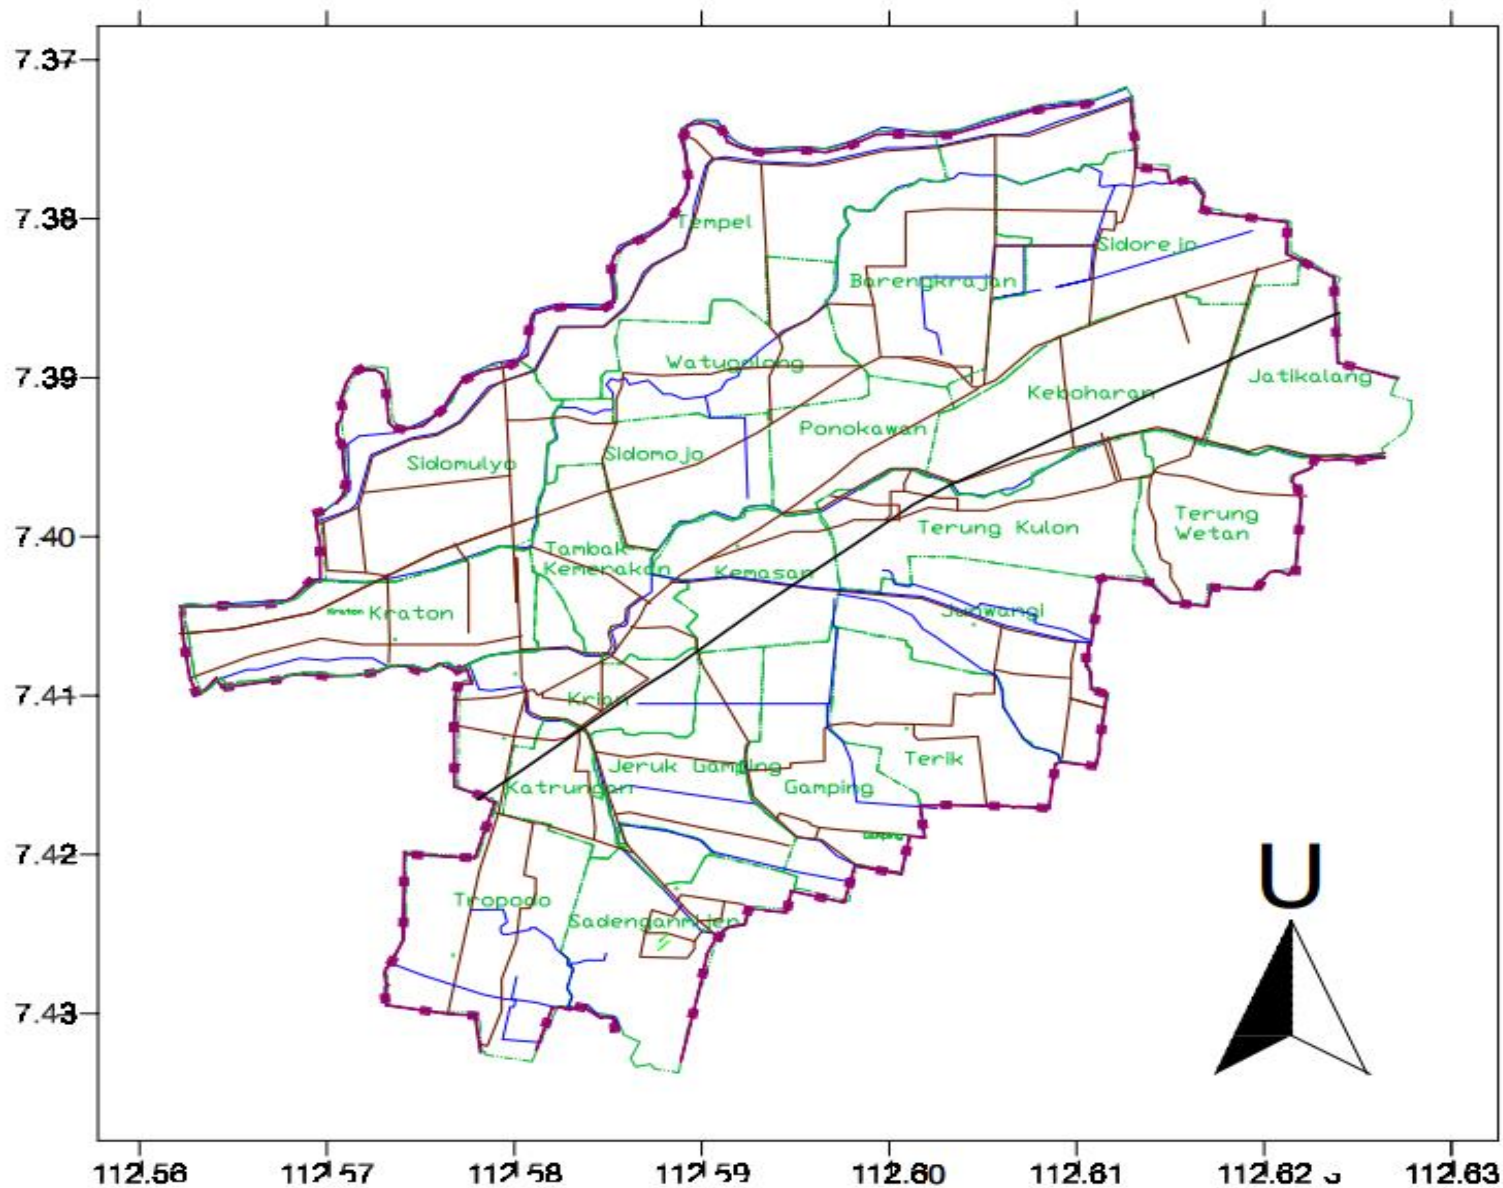 7.37
7.38
Tempel
Sidorejo
Barengkrajan
Watugolong
7.39
Keboharan
Jatikalang
Ponokawan
Sidomulyo
Sidomojo
7.40
Terung Kulon
Terung
Wetan
Tambak
Kemerakan
Kemasan
Kraton
Kraton
Junwangi
7.41
Krian
Jeruk Gamping
Terik
Katrungan
Gamping
Gamping
7.42
U
Tropodo
7.43
112.56
112.57
112.58
112.59
112.60
112.61
112.62
112.63